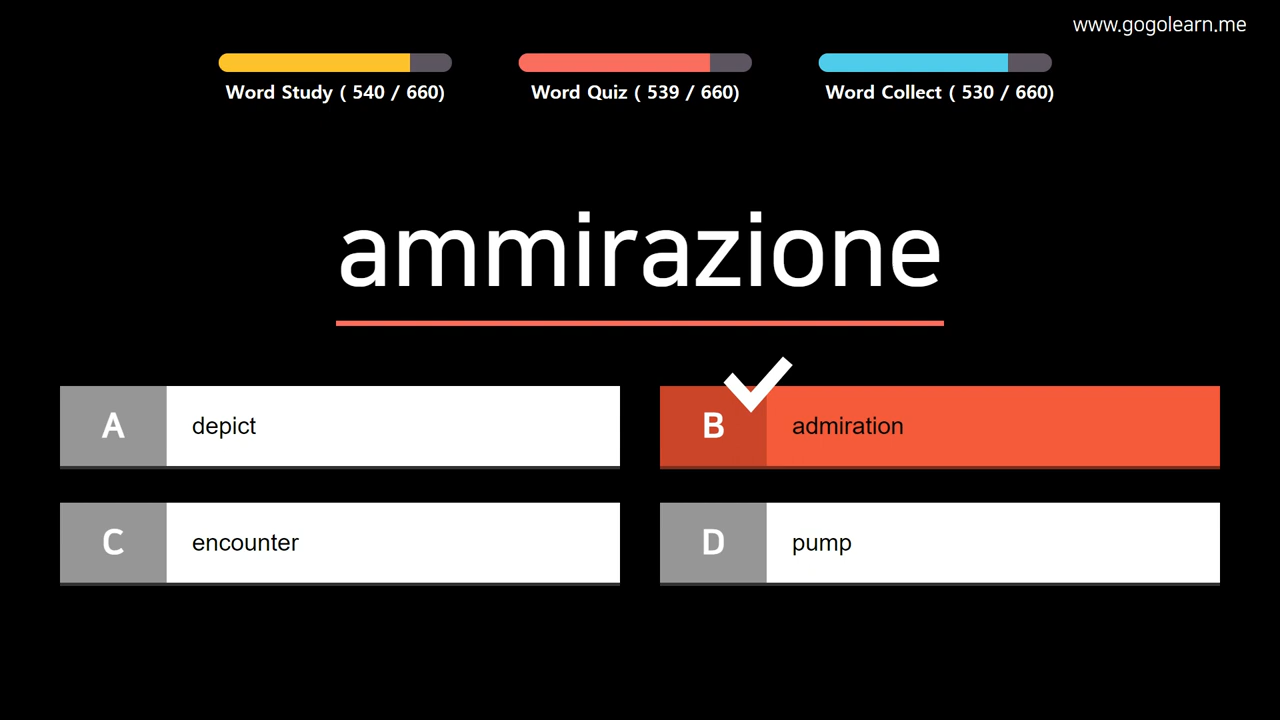 www.gogolearn.me
Word Study ( 540 / 660)
Word Quiz ( 539 / 660)
Word Collect ( 530 / 660)
ammirazione
A depict
B admiration
C encounter
D pump